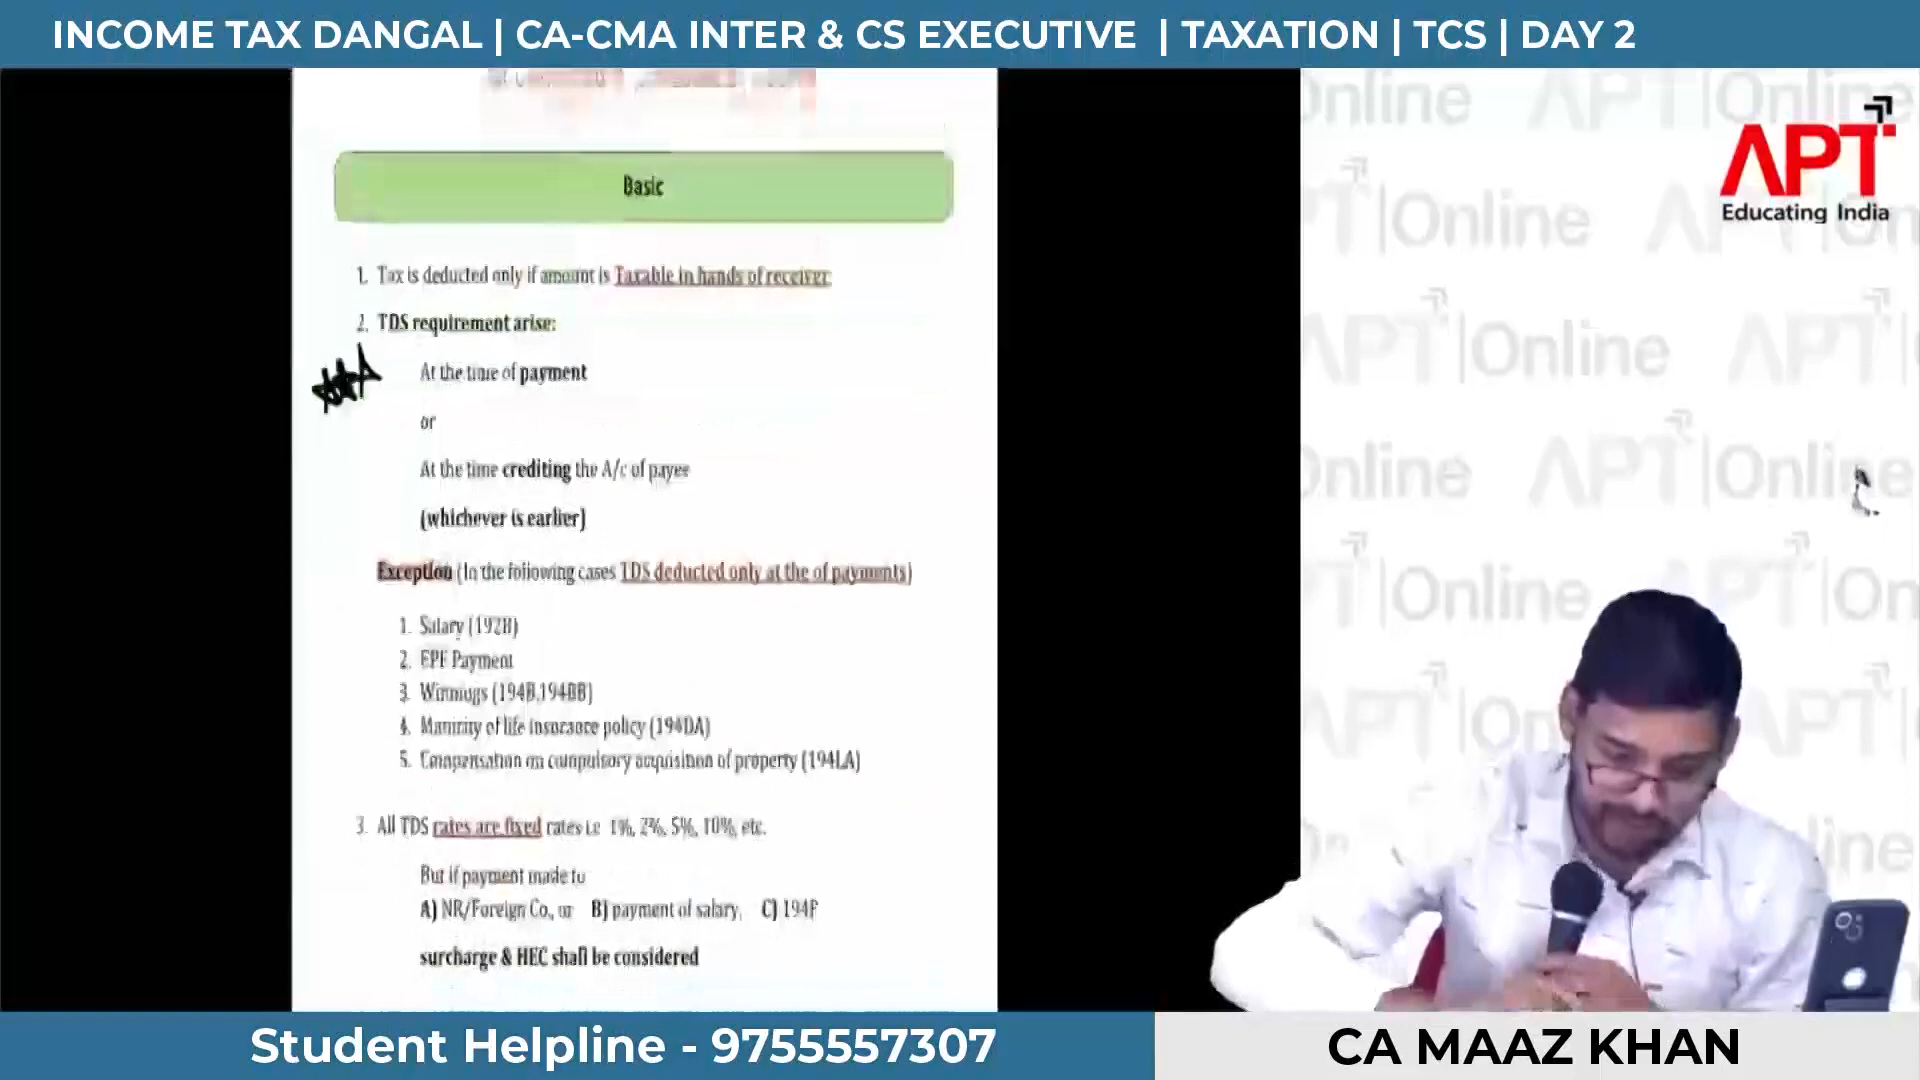 INCOME TAX DANGAL | CA-CMA INTER & CS EXECUTIVE | TAXATION | TCS | DAY 2
APT
Educating India
Basic
1. Tax is deducted only if amount is Taxable in hands of receiver
2. TDS requirement arise:
At the time of payment
or
At the time crediting the A/c of payee
(whichever is earlier)
Exception (In the following cases TDS deducted only at the of payments)
1. Salary (192B)
2. EPF Payment
3. Winnings (194B,194BB)
4. Maturity of life insurance policy (194DA)
5. Compensation on compulsory acquisition of property (194LA)
3. All TDS rates are fixed rates i.e 1%, 2%, 5%, 10%, etc.
But if payment made to
A) NR/Foreign Co., or B) payment of salary, C) 194P
surcharge & HEC shall be considered
APT|Online
Student Helpline - 9755557307
CA MAAZ KHAN